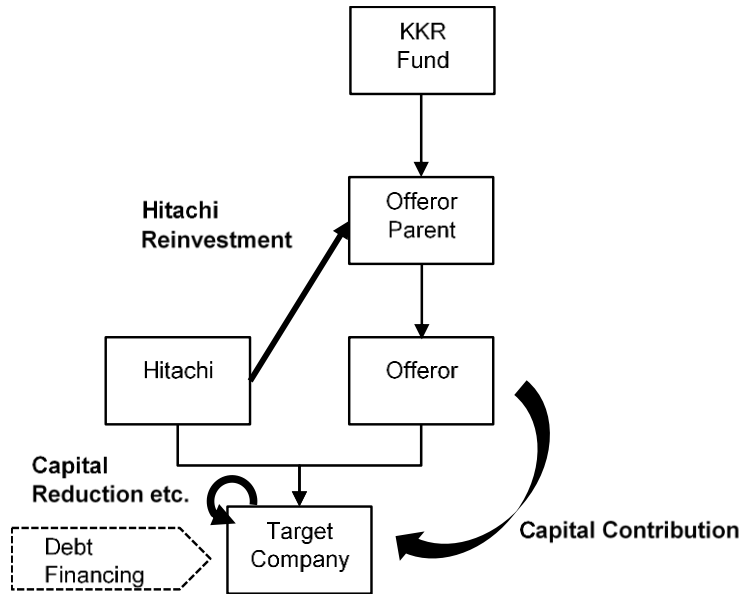 KKR
Fund
Offeror
Parent
Hitachi
Reinvestment
Hitachi
Offeror
Capital
Reduction etc.
Target
Company
Debt
Financing
Capital Contribution